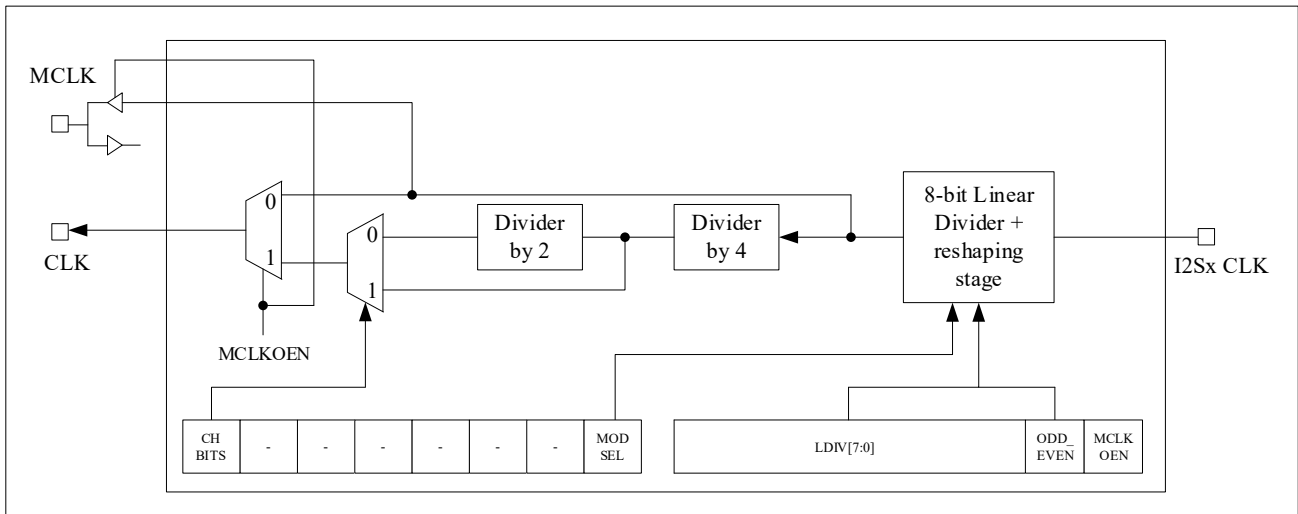 MCLK
CLK
0
1
MCLKOEN
0
1
Divider
by 2
Divider
by 4
8-bit Linear
Divider +
reshaping
stage
I2Sx CLK
CH
BITS
-
-
-
-
-
-
MOD
SEL
LDIV[7:0]
ODD_
EVEN
MCLK
OEN